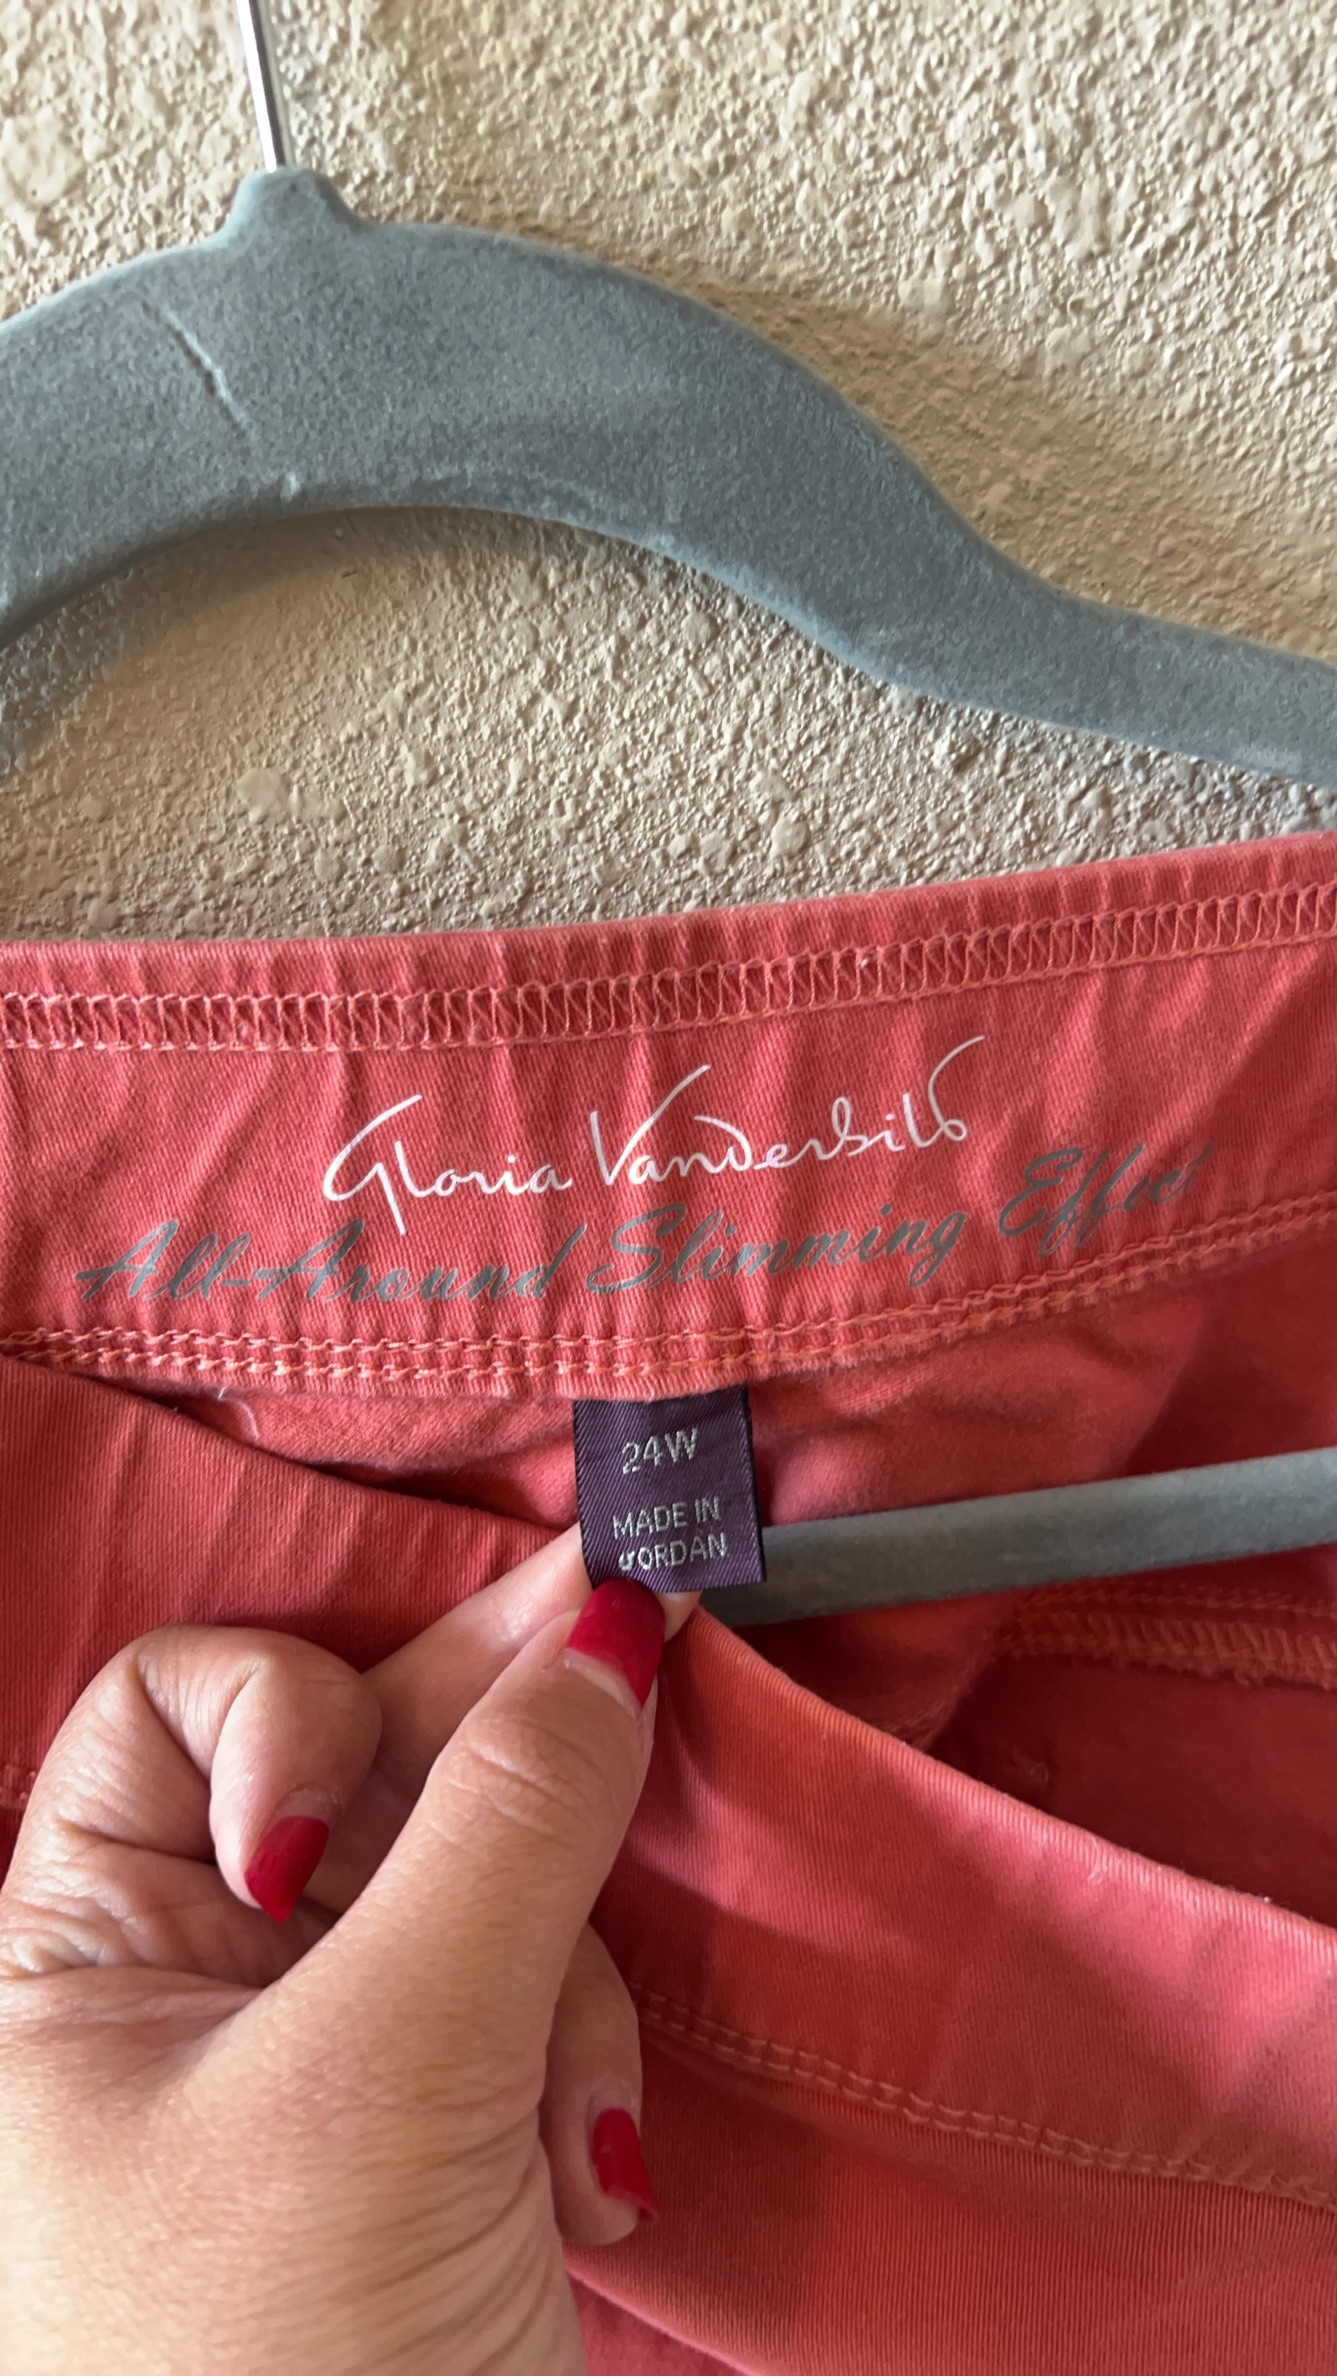 Gloria Vanderbilt
All-Around Slimming Effect
24W
MADE IN
JORDAN